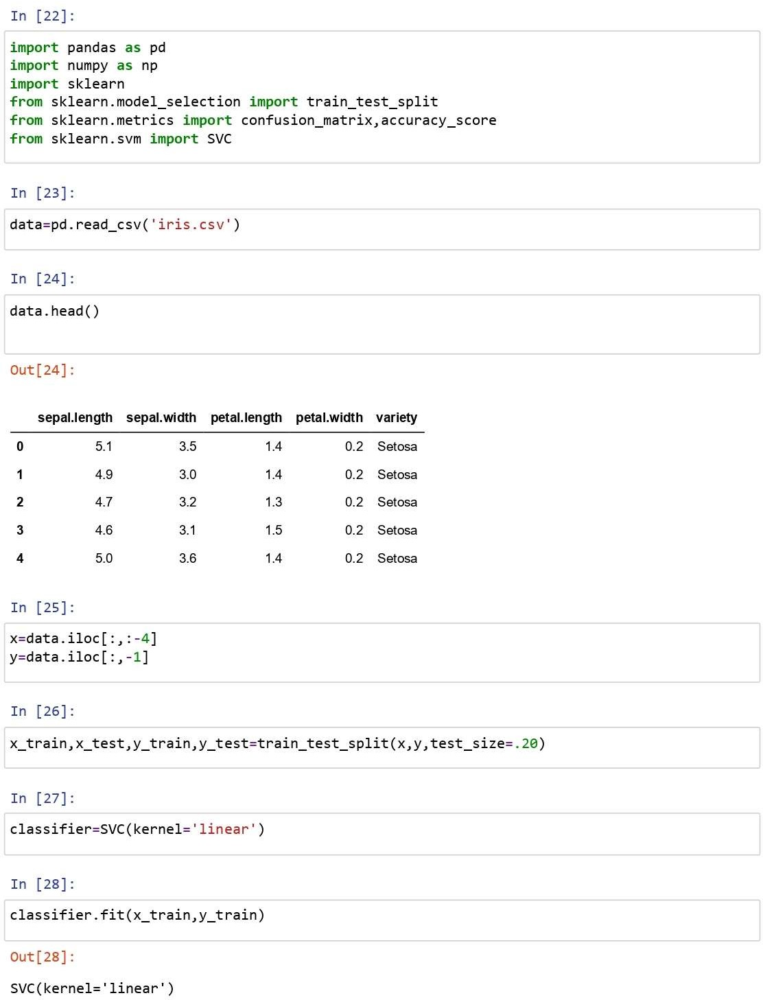 In [22]:
import pandas as pd
import numpy as np
import sklearn
from sklearn.model_selection import train_test_split
from sklearn.metrics import confusion_matrix,accuracy_score
from sklearn.svm import SVC
In [23]:
data=pd.read_csv('iris.csv')
In [24]:
data.head()
Out[24]:
sepal.length sepal.width petal.length petal.width variety
0 5.1 3.5 1.4 0.2 Setosa
1 4.9 3.0 1.4 0.2 Setosa
2 4.7 3.2 1.3 0.2 Setosa
3 4.6 3.1 1.5 0.2 Setosa
4 5.0 3.6 1.4 0.2 Setosa
In [25]:
x=data.iloc[:,:-4]
y=data.iloc[:,-1]
In [26]:
x_train,x_test,y_train,y_test=train_test_split(x,y,test_size=.20)
In [27]:
classifier=SVC(kernel='linear')
In [28]:
classifier.fit(x_train,y_train)
Out[28]:
SVC(kernel='linear')